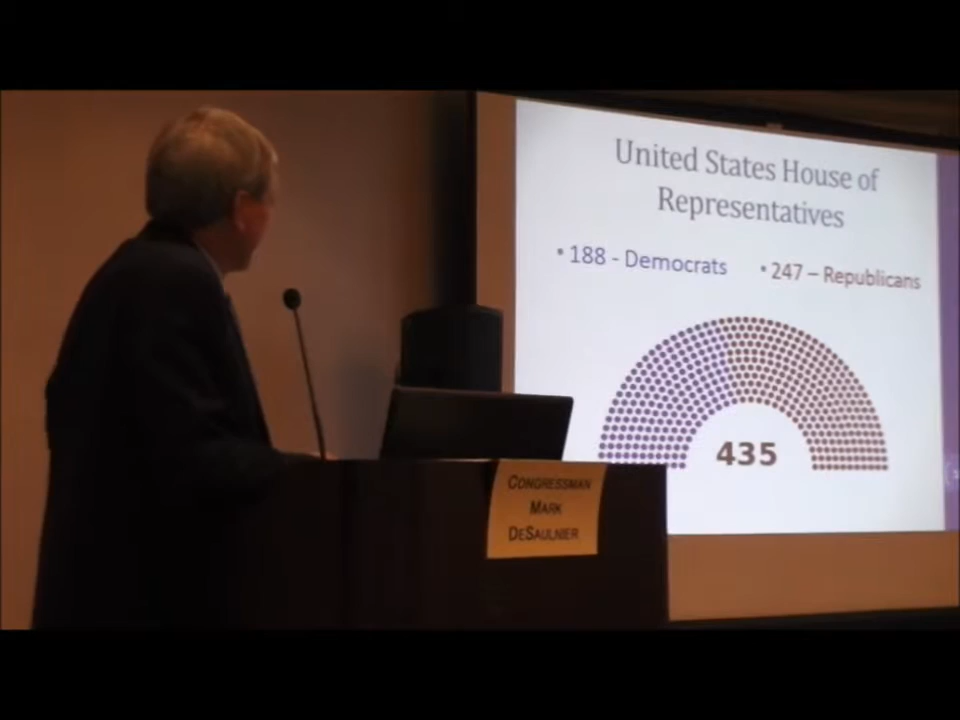 United States House of
Representatives
• 188 - Democrats
• 247 – Republicans
435
CONGRESSMAN
MARK
DESAULNIER